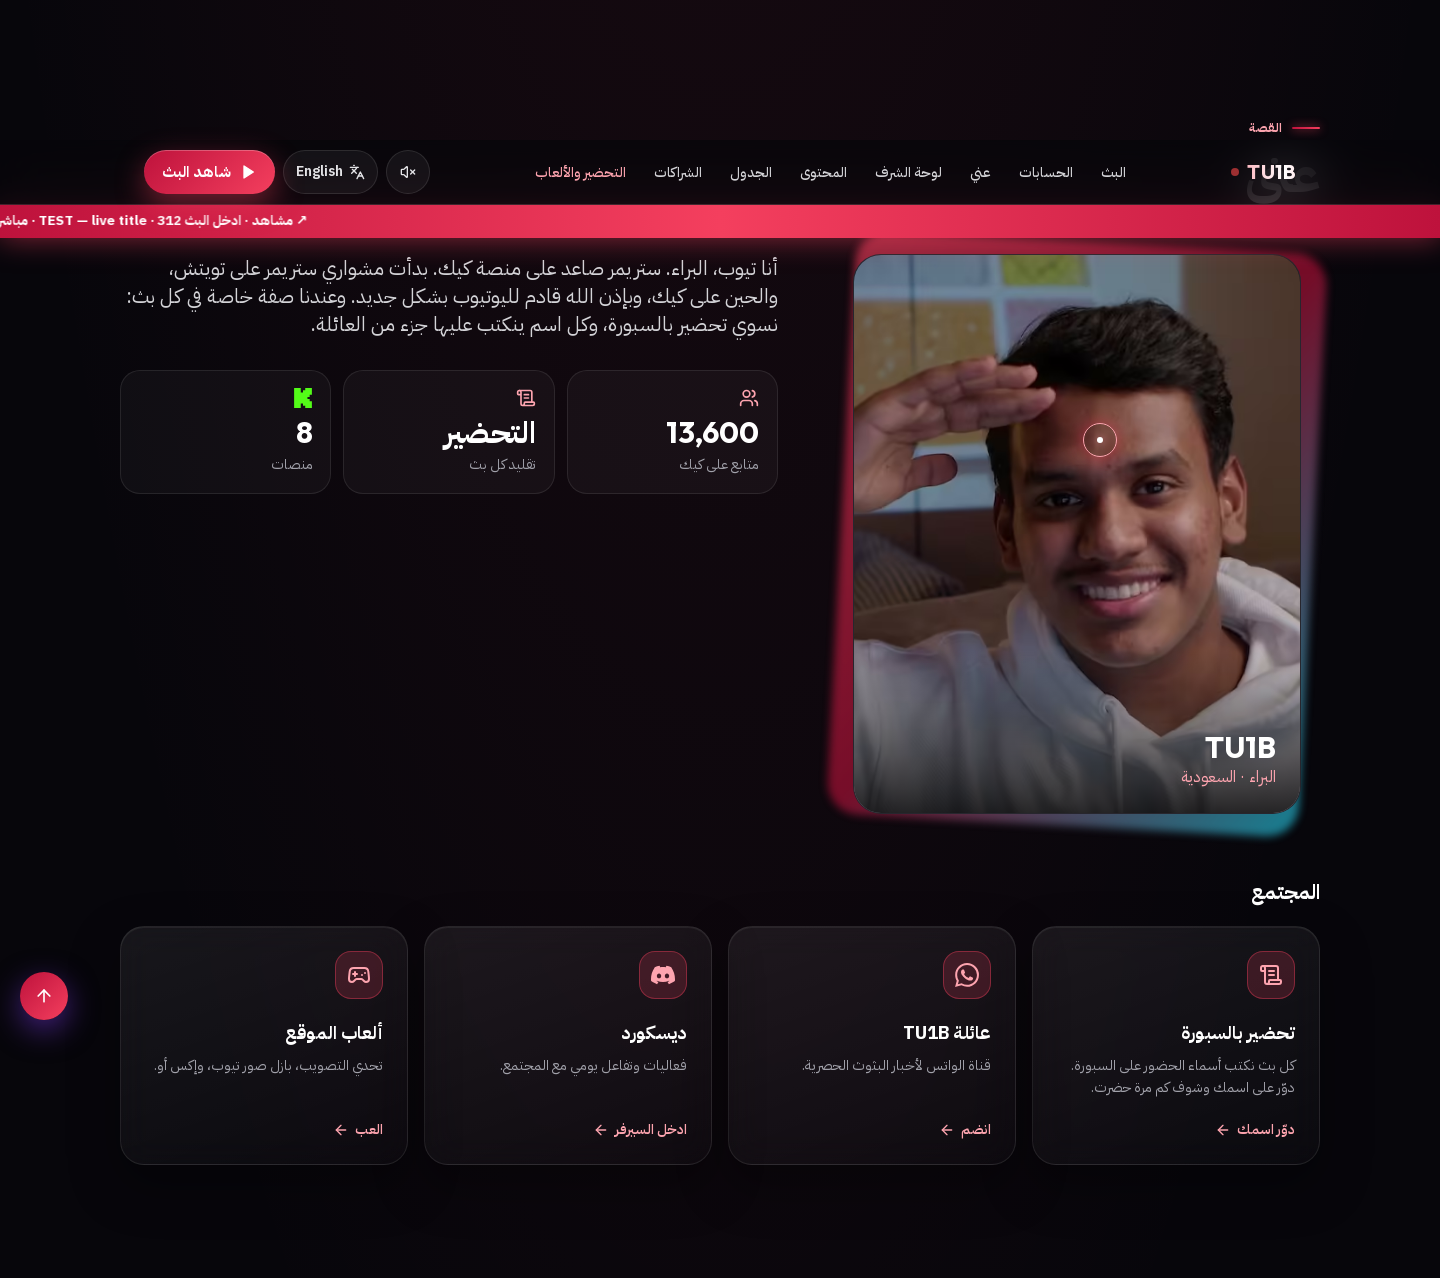 القصة
عني
TU1B
البث
الحسابات
عني
لوحة الشرف
المحتوى
الجدول
الشراكات
التحضير والألعاب
English
شاهد البث
↗ مشاهد · ادخل البث 312 · TEST — live title · مباشر
أنا تيوب، البراء. ستريمر صاعد على منصة كيك. بدأت مشواري ستريمر على تويتش،
والحين على كيك، وبإذن الله قادم لليوتيوب بشكل جديد. وعندنا صفة خاصة في كل بث:
نسوي تحضير بالسبورة، وكل اسم ينكتب عليها جزء من العائلة.
13,600
متابع على كيك
التحضير
تقليد كل بث
8
منصات
TU1B
البراء · السعودية
المجتمع
تحضير بالسبورة
كل بث نكتب أسماء الحضور على السبورة.
دوّر على اسمك وشوف كم مرة حضرت.
دوّر اسمك
عائلة TU1B
قناة الواتس لأخبار البثوث الحصرية.
انضم
ديسكورد
فعاليات وتفاعل يومي مع المجتمع.
ادخل السيرفر
ألعاب الموقع
تحدي التصويب، بازل صور تيوب، وإكس أو.
العب